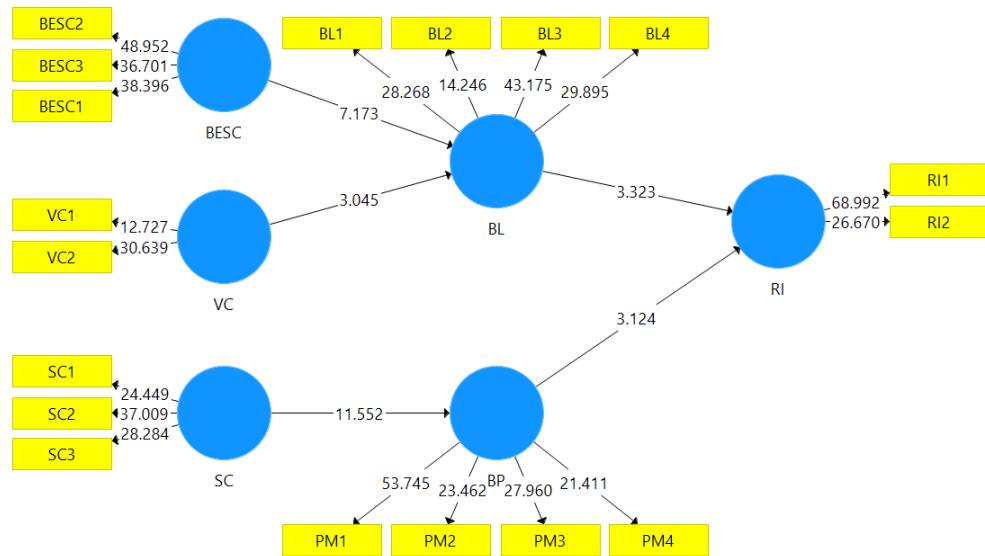 BESC2
BESC3
BESC1
48.952
36.701
38.396
BESC
BL1
BL2
BL3
BL4
28.268
14.246
43.175
29.895
7.173
VC1
VC2
12.727
30.639
VC
3.045
BL
3.323
RI1
RI2
68.992
26.670
RI
3.124
SC1
SC2
SC3
24.449
37.009
28.284
SC
11.552
BP
53.745
23.462
27.960
21.411
PM1
PM2
PM3
PM4